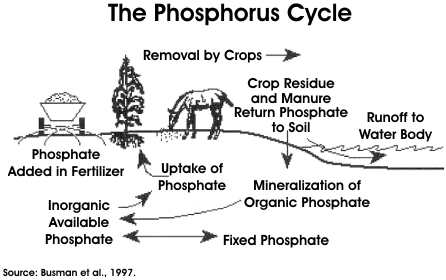 The Phosphorus Cycle
Removal by Crops
Crop Residue
and Manure
Return Phosphate
to Soil
Runoff to
Water Body
Phosphate
Added in Fertilizer
Uptake of
Phosphate
Mineralization of
Organic Phosphate
Inorganic
Available
Phosphate
Fixed Phosphate
Source: Busman et al., 1997.